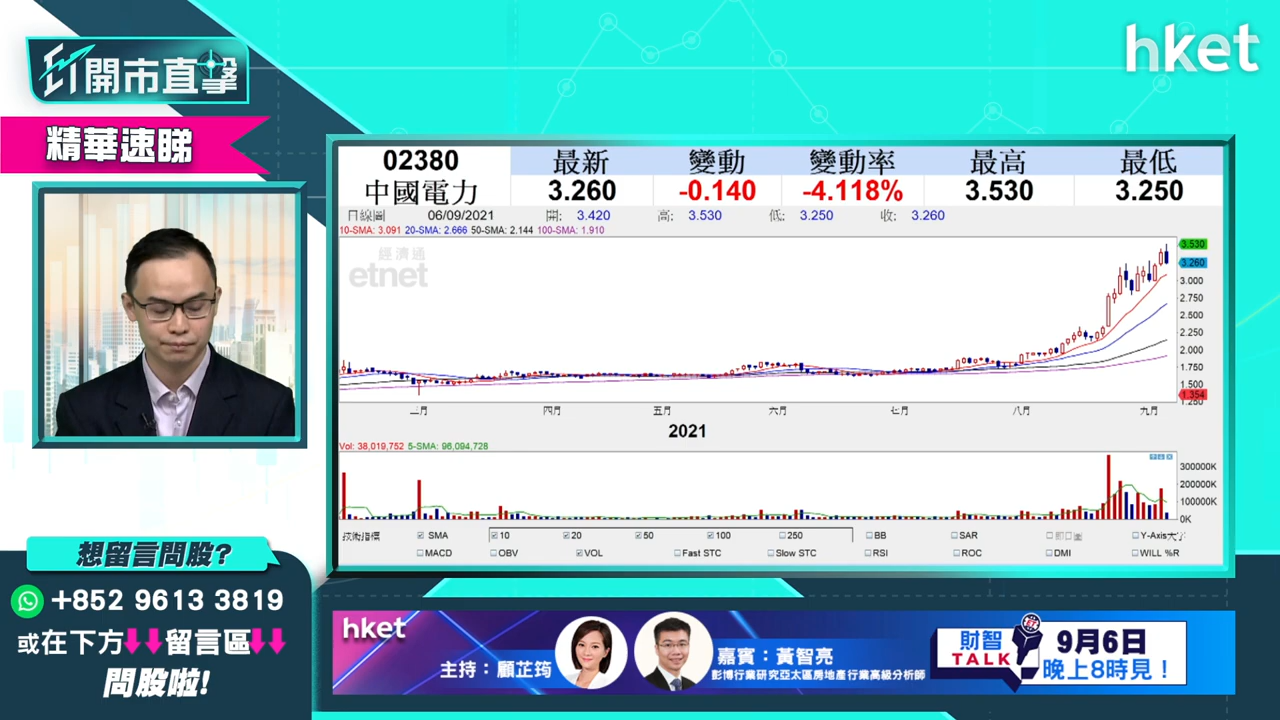 開市直擊
hket
精華速睇
02380 最新 變動 變動率 最高 最低
中國電力 3.260 -0.140 -4.118% 3.530 3.250
日線圖 06/09/2021 開: 3.420 高: 3.530 低: 3.250 收: 3.260
10-SMA: 3.091 20-SMA: 2.666 50-SMA: 2.144 100-SMA: 1.910
經濟通
etnet
3.530
3.260
3.000
2.750
2.500
2.250
2.000
1.750
1.500
1.354
1.250
三月 四月 五月 六月 七月 八月 九月
2021
Vol: 38,019,752 5-SMA: 96,094,728
300000K
200000K
100000K
0K
技術指標 SMA 10 20 50 100 250 BB SAR Y-Axis大字
MACD OBV VOL Fast STC Slow STC RSI ROC DMI WILL %R
想留言問股?
+852 9613 3819
或在下方留言區
問股啦!
hket
主持：顧芷筠
嘉賓：黃智亮
彭博行業研究亞太區房地產行業高級分析師
財智
TALK
9月6日
晚上8時見！